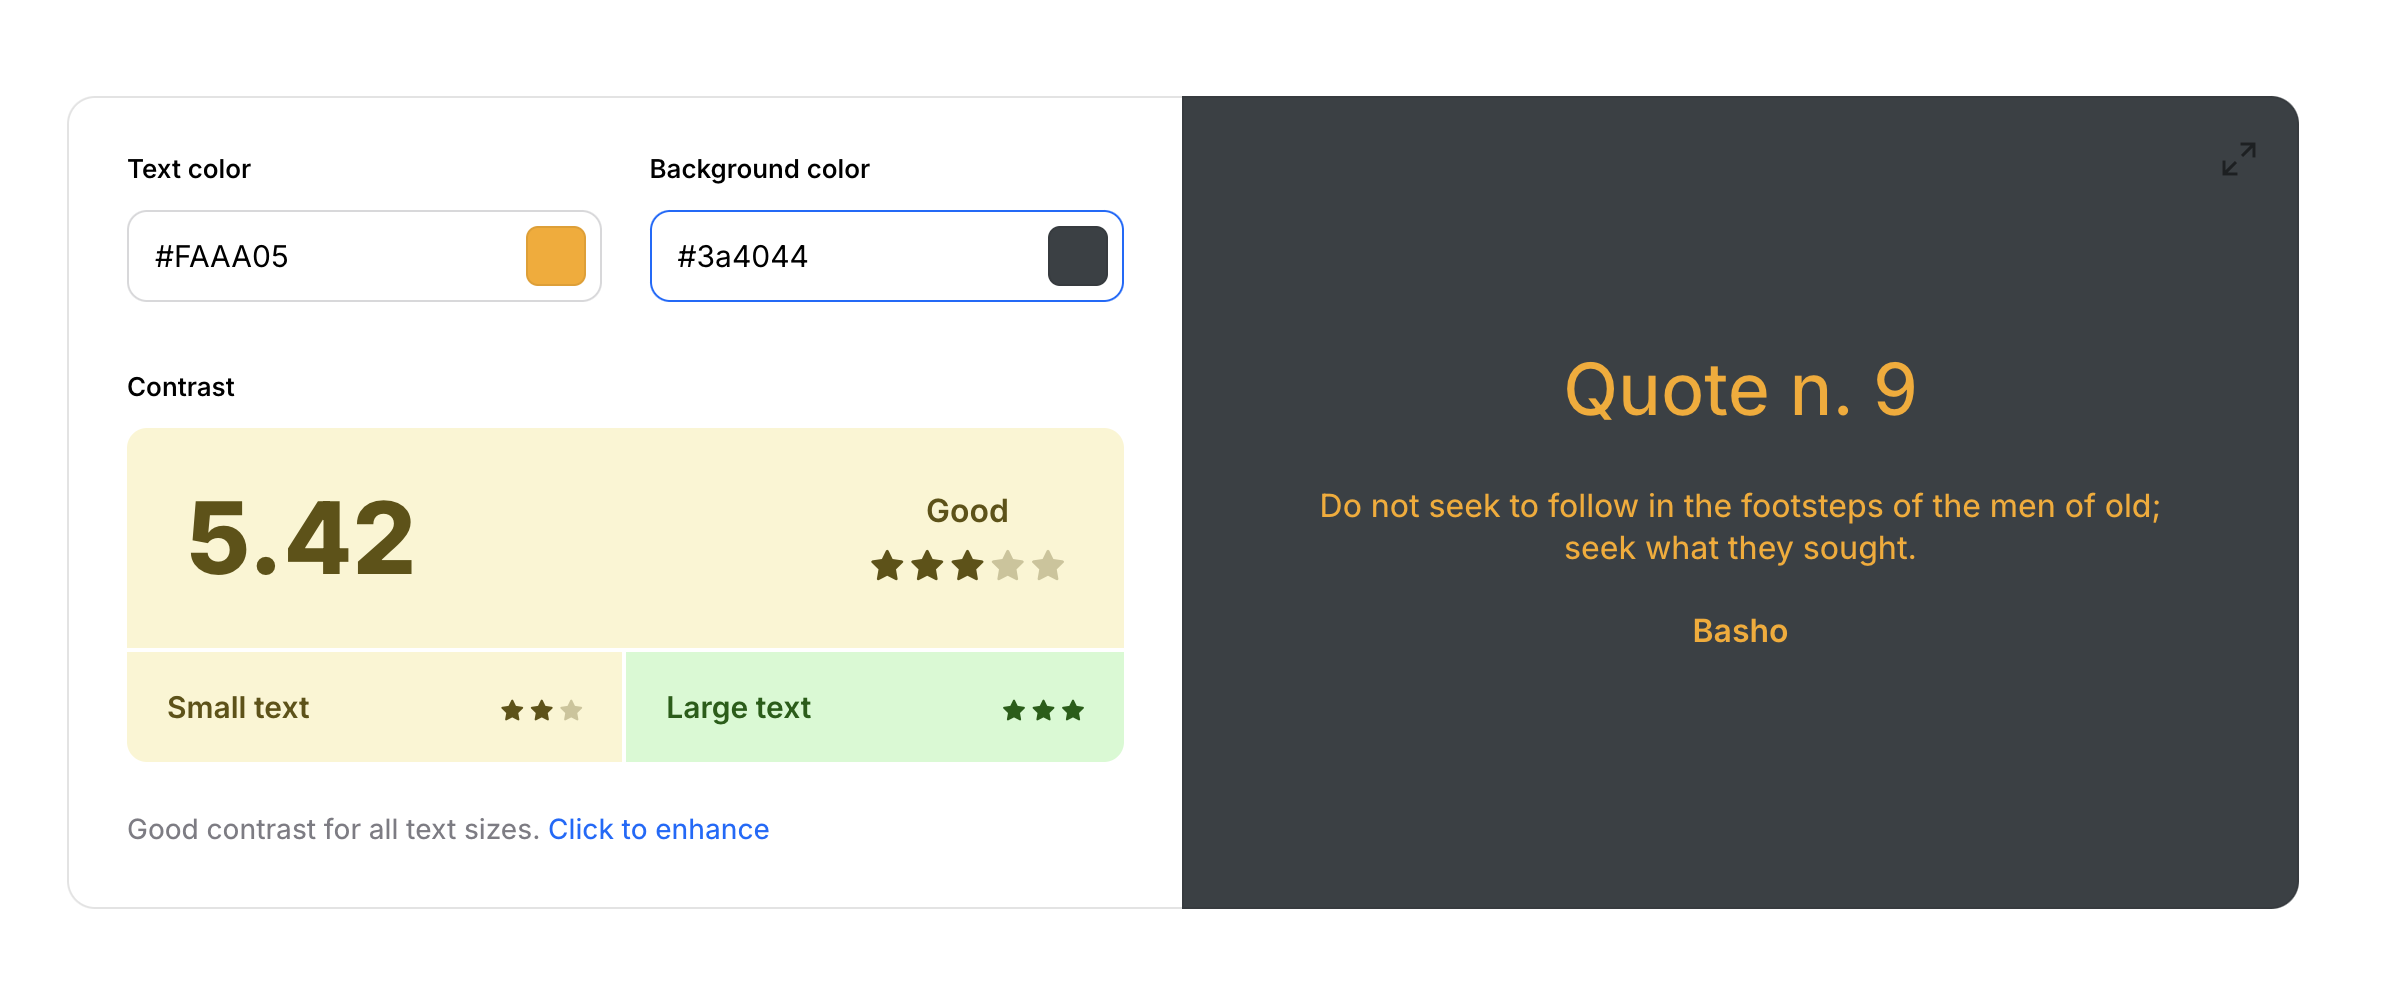 Text color
Background color
#FAAA05
#3a4044
Contrast
5.42
Good
Small text
Large text
Good contrast for all text sizes. Click to enhance
Quote n. 9
Do not seek to follow in the footsteps of the men of old;
seek what they sought.
Basho